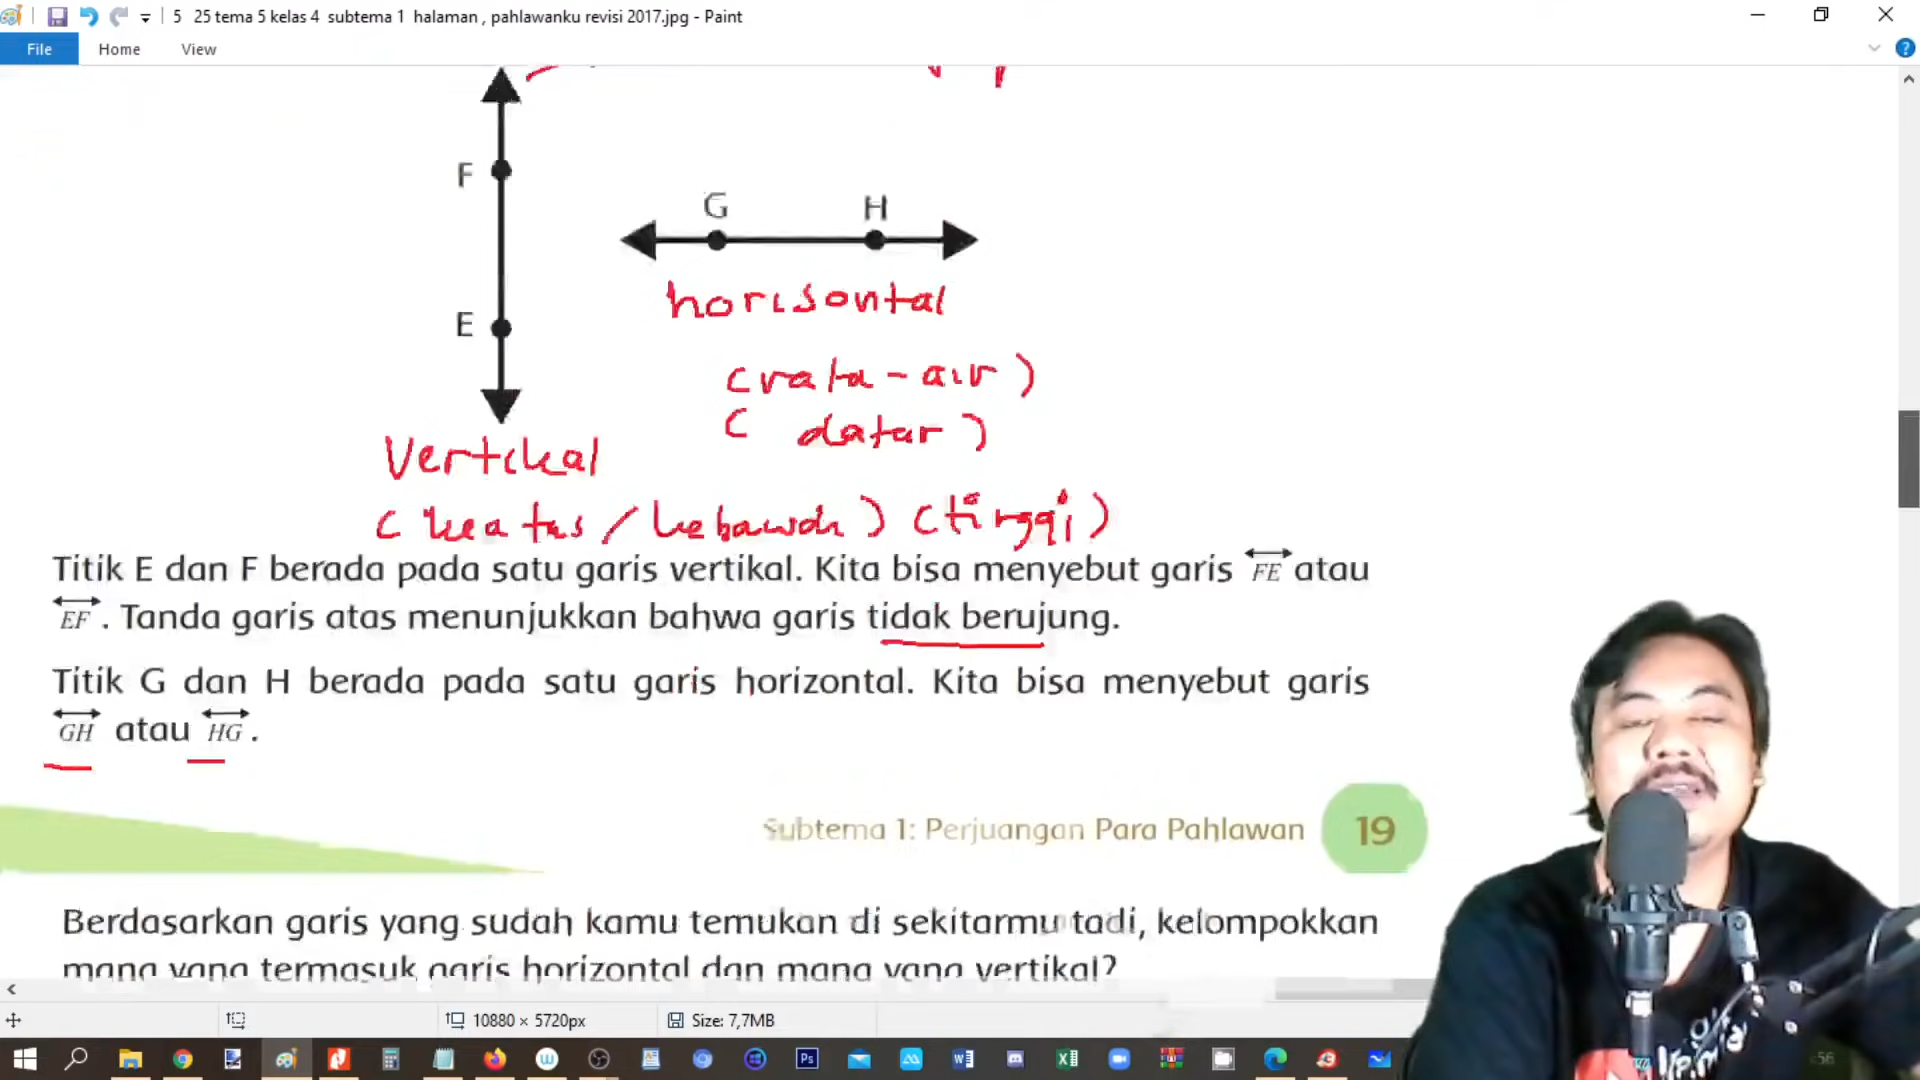 5 25 tema 5 kelas 4 subtema 1 halaman , pahlawanku revisi 2017.jpg - Paint
File Home View
F
G H
E
horisontal
(rata-air)
( datar)
Vertikal
(keatas/kebawah) (tinggi)
Titik E dan F berada pada satu garis vertikal. Kita bisa menyebut garis FE atau
EF . Tanda garis atas menunjukkan bahwa garis tidak berujung.
Titik G dan H berada pada satu garis horizontal. Kita bisa menyebut garis
GH atau HG .
Subtema 1: Perjuangan Para Pahlawan 19
Berdasarkan garis yang sudah kamu temukan di sekitarmu tadi, kelompokkan
mana yang termasuk garis horizontal dan mana yang vertikal?
10880 × 5720px Size: 7,7MB
Ps